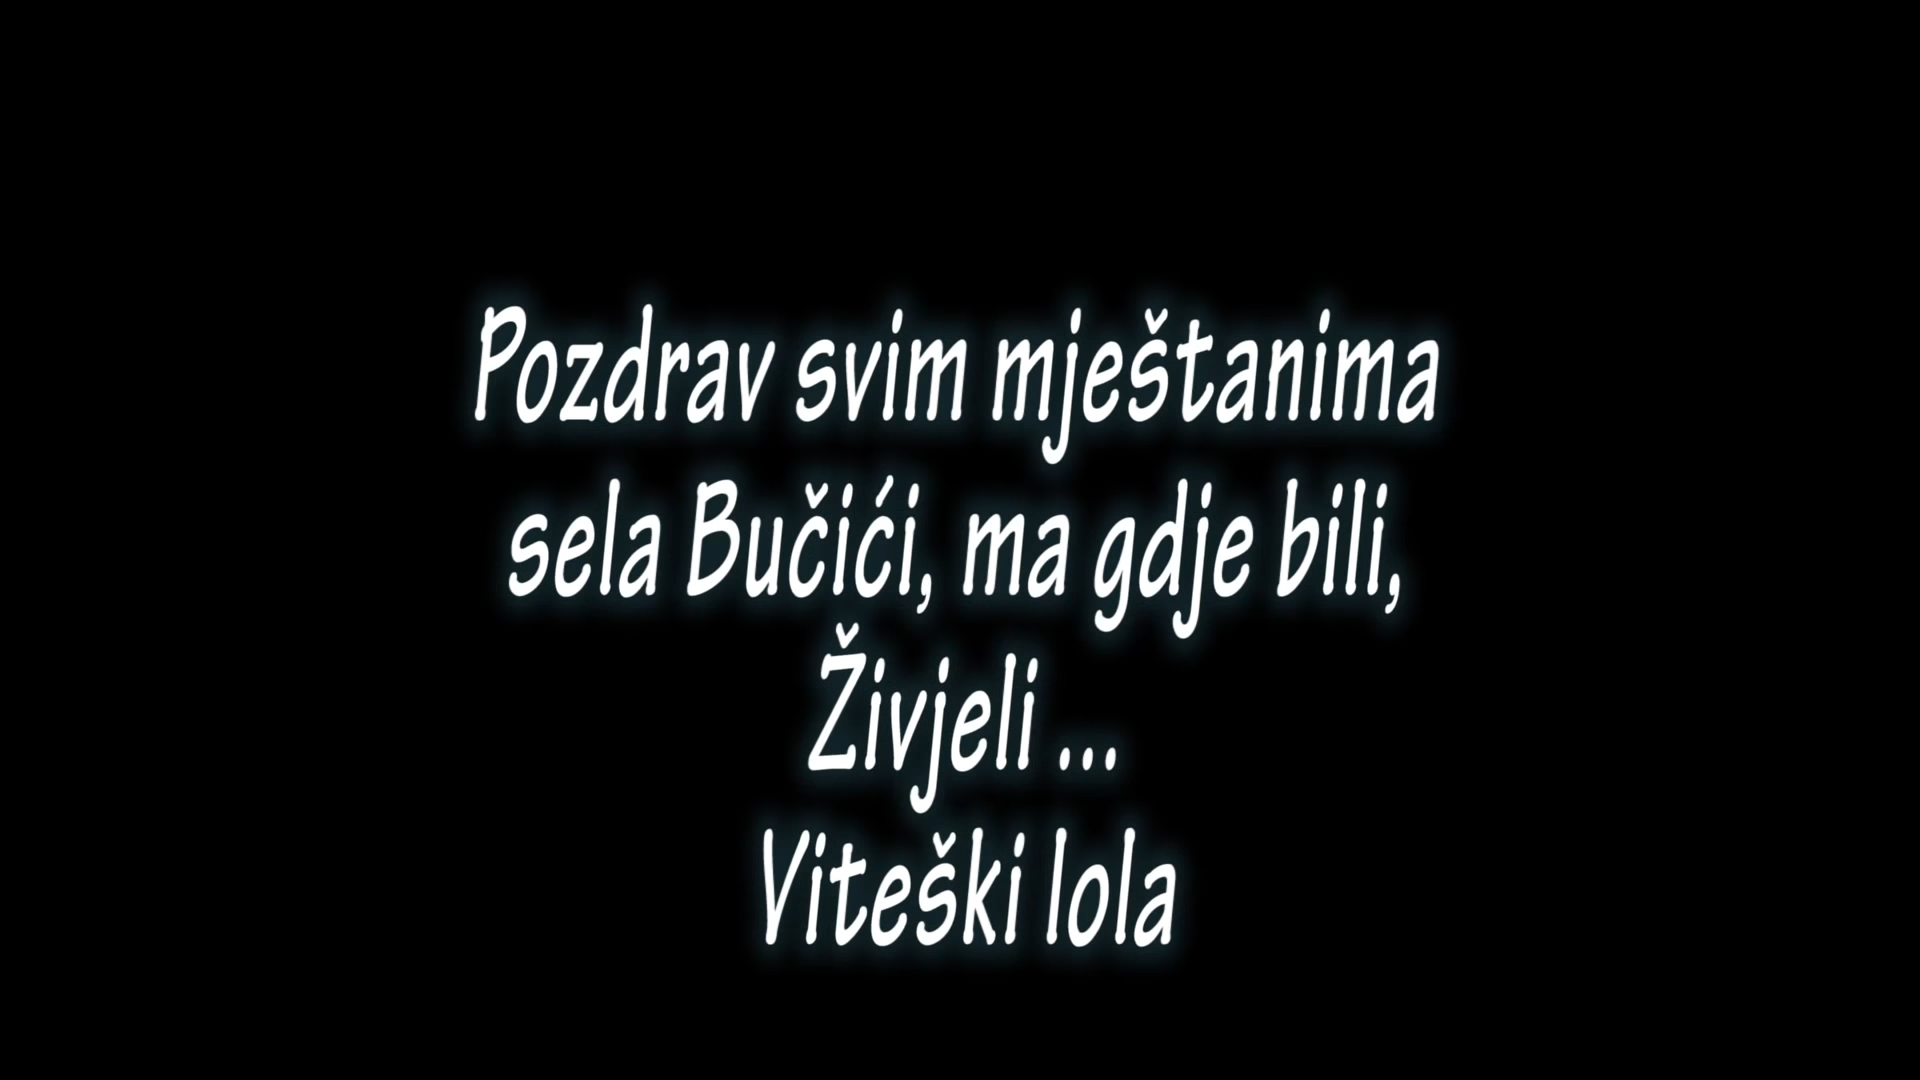 Pozdrav svim mještanima
sela Bučići, ma gdje bili,
Živjeli ...
Viteški lola